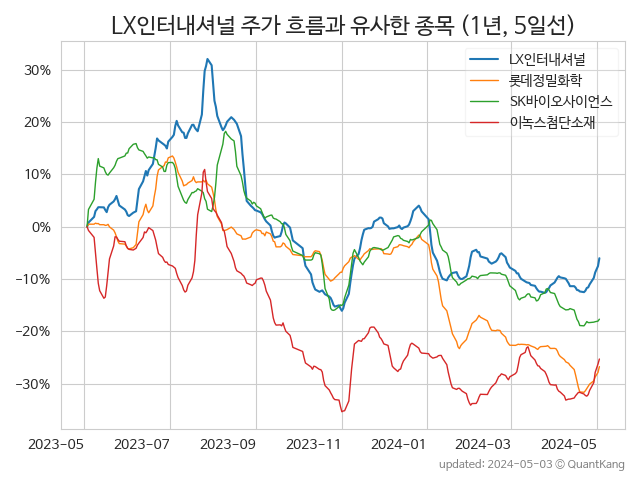 LX인터내셔널 주가 흐름과 유사한 종목 (1년, 5일선)
LX인터내셔널
롯데정밀화학
SK바이오사이언스
이녹스첨단소재
30%
20%
10%
0%
−10%
−20%
−30%
2023-05 2023-07 2023-09 2023-11 2024-01 2024-03 2024-05
updated: 2024-05-03 © QuantKang